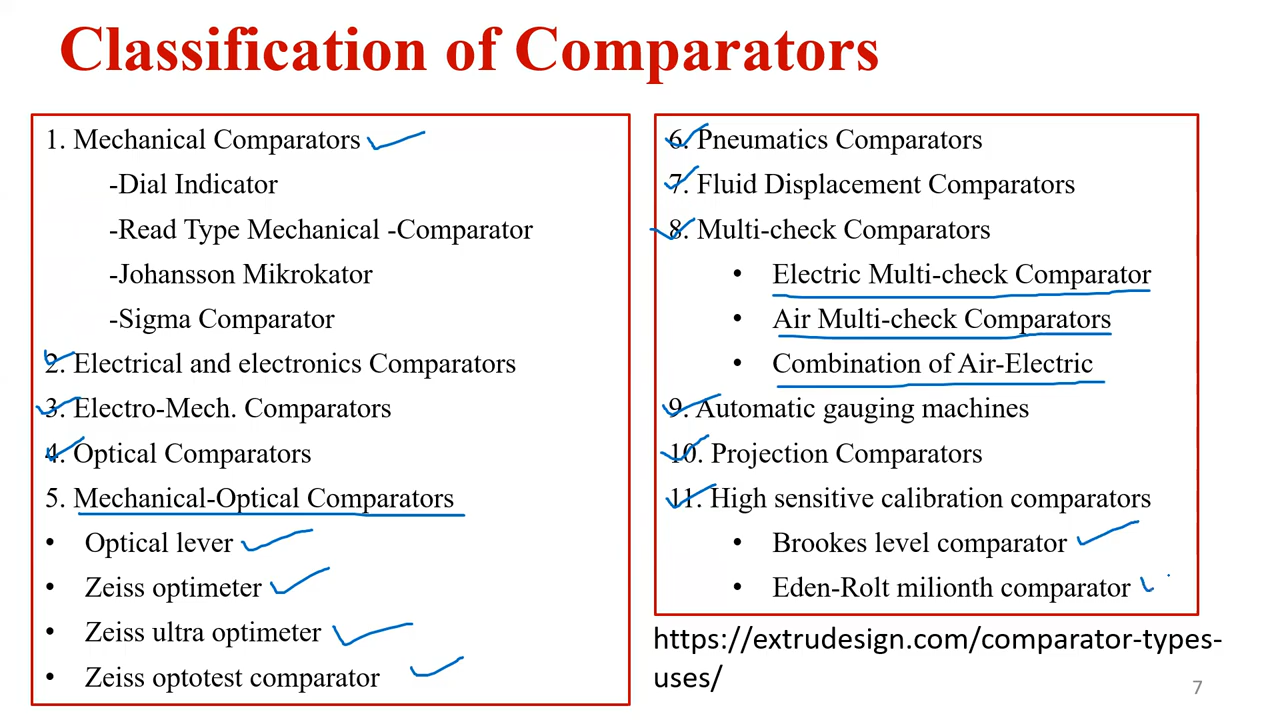 Classification of Comparators
1. Mechanical Comparators
-Dial Indicator
-Read Type Mechanical -Comparator
-Johansson Mikrokator
-Sigma Comparator
2. Electrical and electronics Comparators
3. Electro-Mech. Comparators
4. Optical Comparators
5. Mechanical-Optical Comparators
• Optical lever
• Zeiss optimeter
• Zeiss ultra optimeter
• Zeiss optotest comparator
6. Pneumatics Comparators
7. Fluid Displacement Comparators
8. Multi-check Comparators
• Electric Multi-check Comparator
• Air Multi-check Comparators
• Combination of Air-Electric
9. Automatic gauging machines
10. Projection Comparators
11. High sensitive calibration comparators
• Brookes level comparator
• Eden-Rolt milionth comparator
https://extrudesign.com/comparator-types-
uses/
7